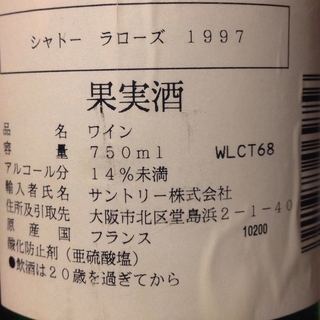 シャトー ラローズ 1997
果実酒
品名 ワイン
容量 750ml WLCT68
アルコール分 14%未満
輸入者氏名 サントリー株式会社
住所及引取先 大阪市北区堂島浜2-1-40
原産国 フランス 10200
酸化防止剤(亜硫酸塩)
●飲酒は20歳を過ぎてから